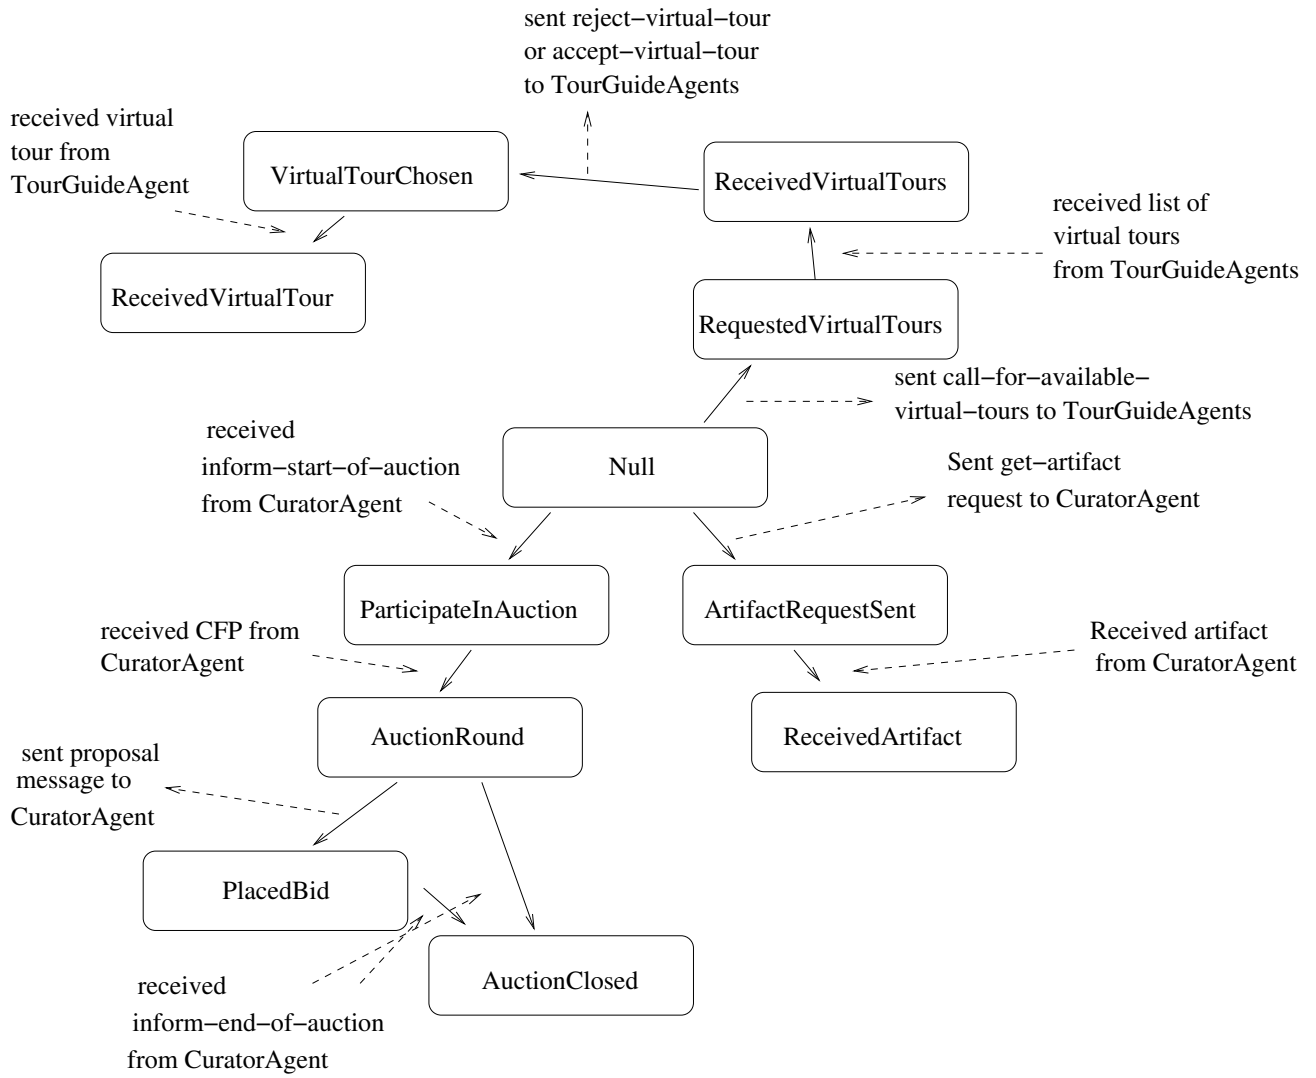 sent reject−virtual−tour
or accept−virtual−tour
to TourGuideAgents
received virtual
tour from
TourGuideAgent
VirtualTourChosen
ReceivedVirtualTours
received list of
virtual tours
from TourGuideAgents
ReceivedVirtualTour
RequestedVirtualTours
sent call−for−available−
virtual−tours to TourGuideAgents
received
inform−start−of−auction
from CuratorAgent
Null
Sent get−artifact
request to CuratorAgent
ParticipateInAuction
ArtifactRequestSent
received CFP from
CuratorAgent
Received artifact
from CuratorAgent
AuctionRound
ReceivedArtifact
sent proposal
message to
CuratorAgent
PlacedBid
AuctionClosed
received
inform−end−of−auction
from CuratorAgent